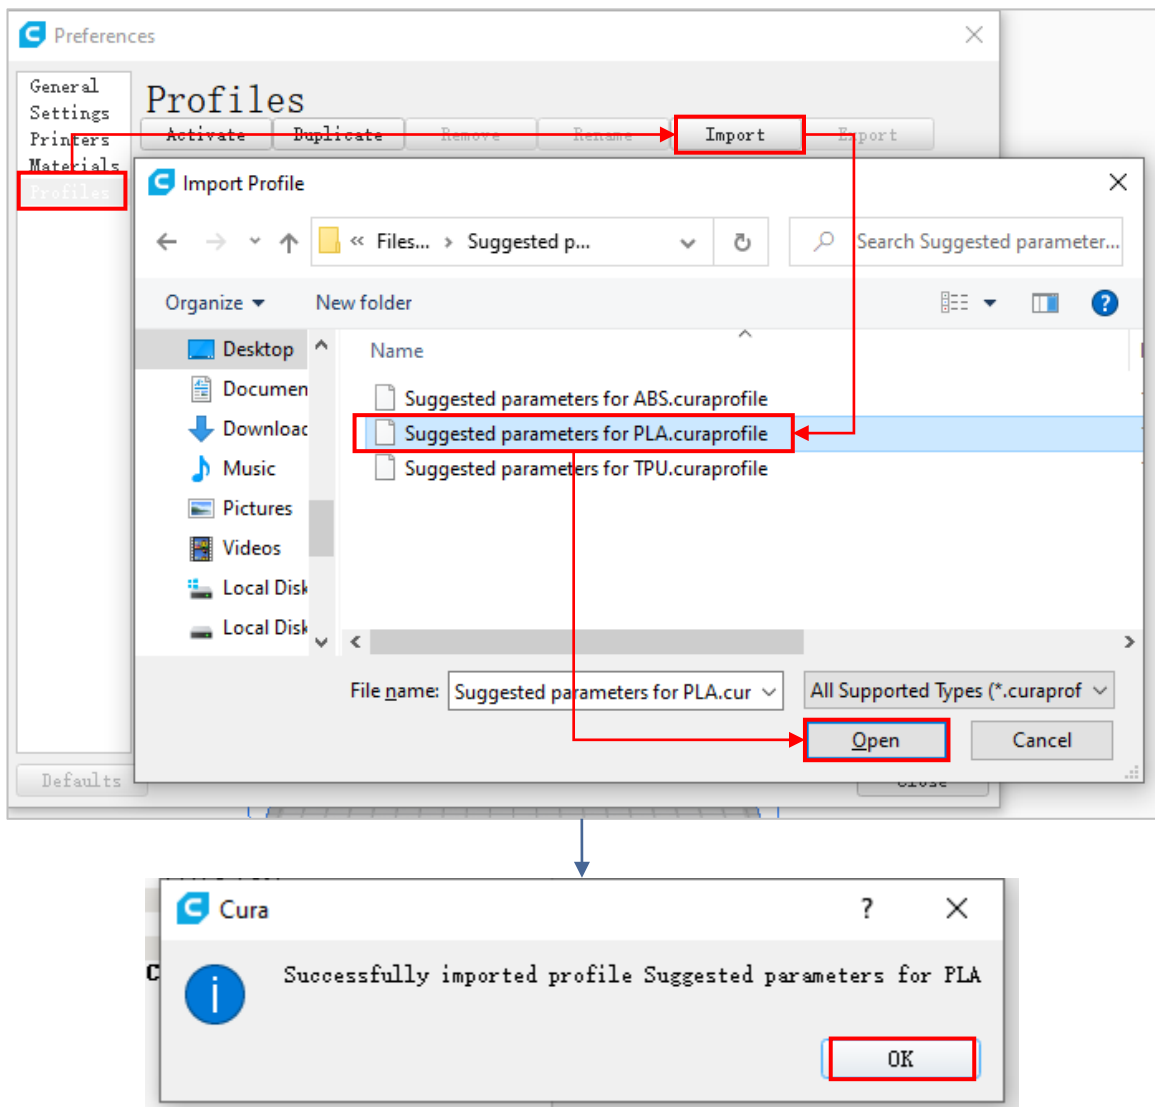 Preferences
General
Settings
Printers
Materials
Profiles
Profiles
Activate Duplicate Remove Rename Import Export
Import Profile
« Files... › Suggested p...
Search Suggested parameter...
Organize New folder
Desktop
Documen
Downloac
Music
Pictures
Videos
Local Disk
Local Disk
Name
Suggested parameters for ABS.curaprofile
Suggested parameters for PLA.curaprofile
Suggested parameters for TPU.curaprofile
File name: Suggested parameters for PLA.cur All Supported Types (*.curaprof
Open Cancel
Defaults Close
Cura ?
Successfully imported profile Suggested parameters for PLA
OK